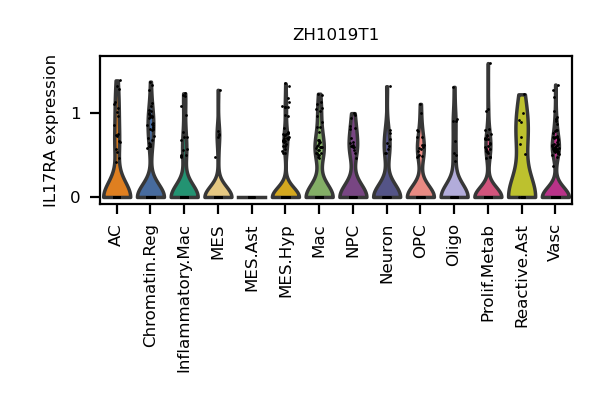 ZH1019T1
IL17RA expression
1
0
AC
Chromatin.Reg
Inflammatory.Mac
MES
MES.Ast
MES.Hyp
Mac
NPC
Neuron
OPC
Oligo
Prolif.Metab
Reactive.Ast
Vasc